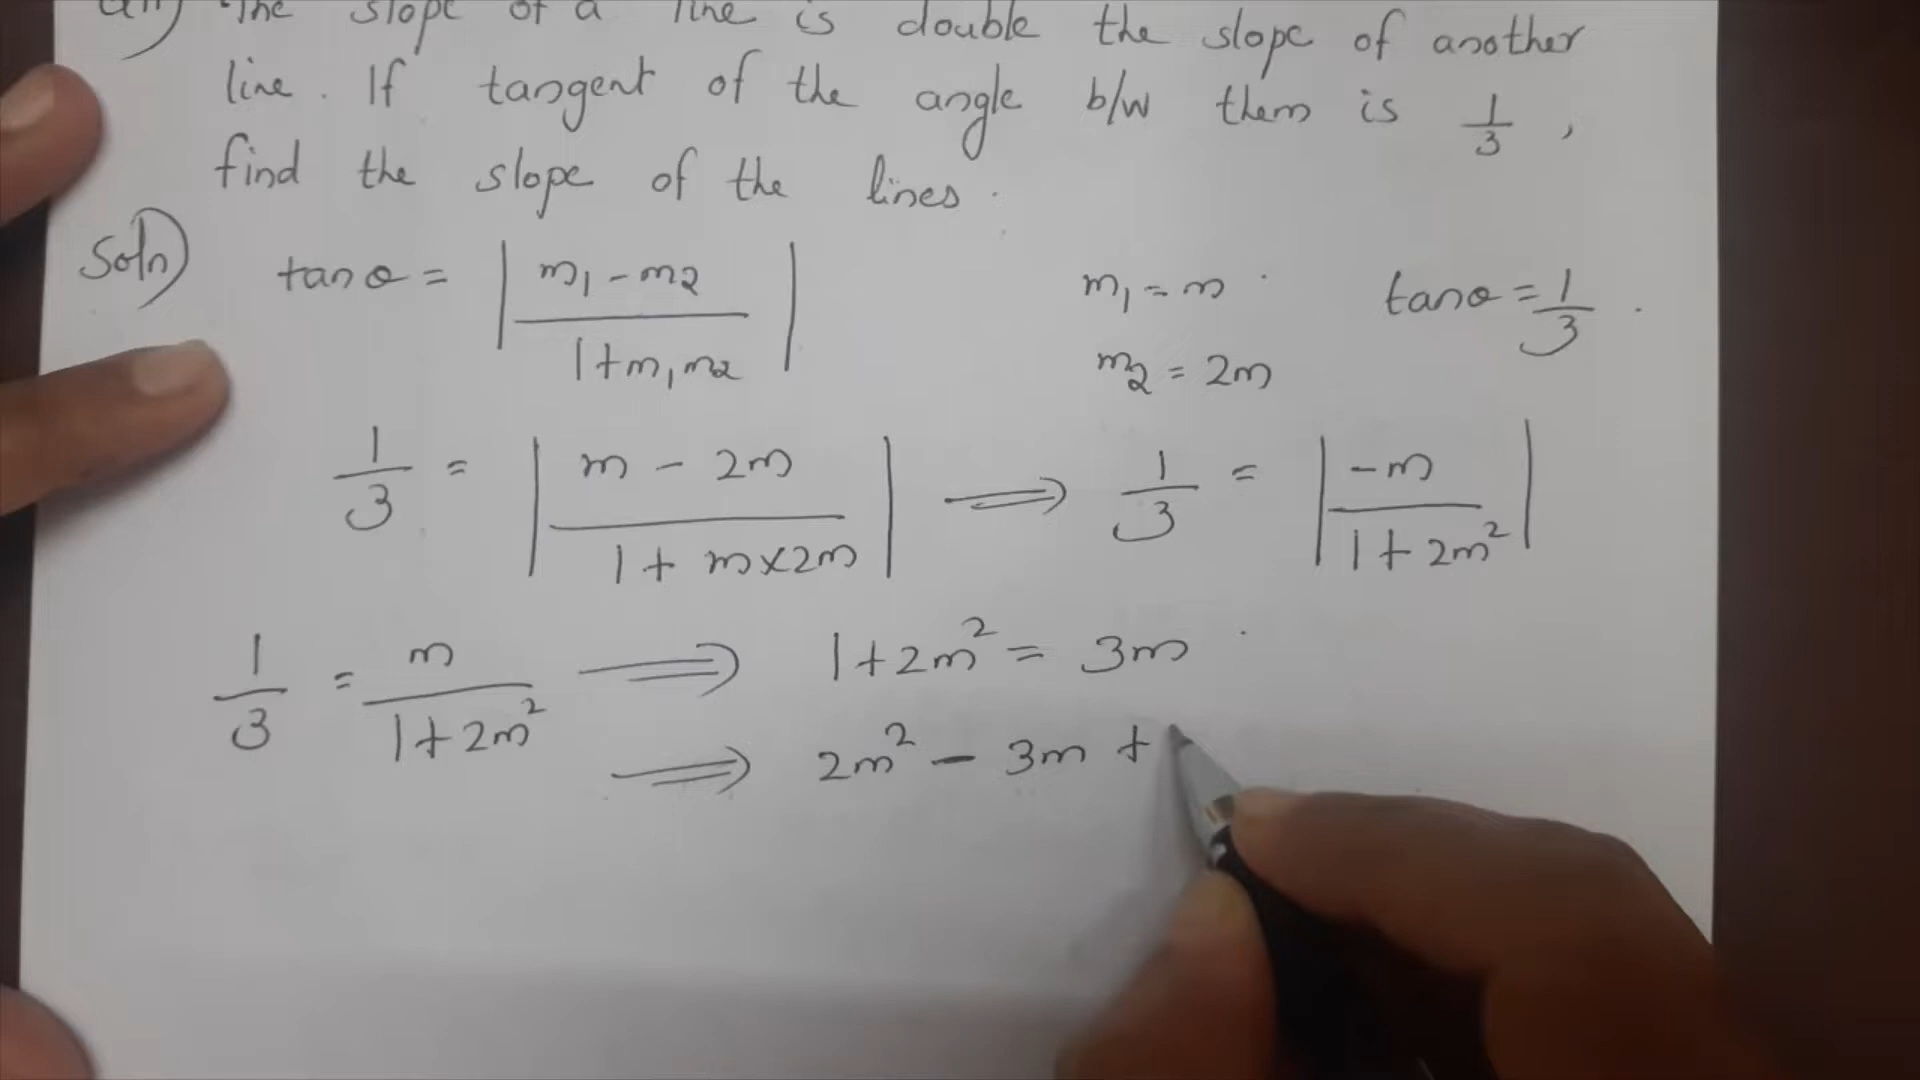 The slope of a line is double the slope of another
line. If tangent of the angle b/w them is 1/3,
find the slope of the lines.
Soln) tanθ = |(m₁ - m₂)/(1+m₁m₂)| m₁ = m . tanθ = 1/3 .
m₂ = 2m
1/3 = |(m - 2m)/(1 + m×2m)| ⟹ 1/3 = |-m/(1+2m²)|
1/3 = m/(1+2m²) ⟹ 1+2m² = 3m .
⟹ 2m² - 3m +